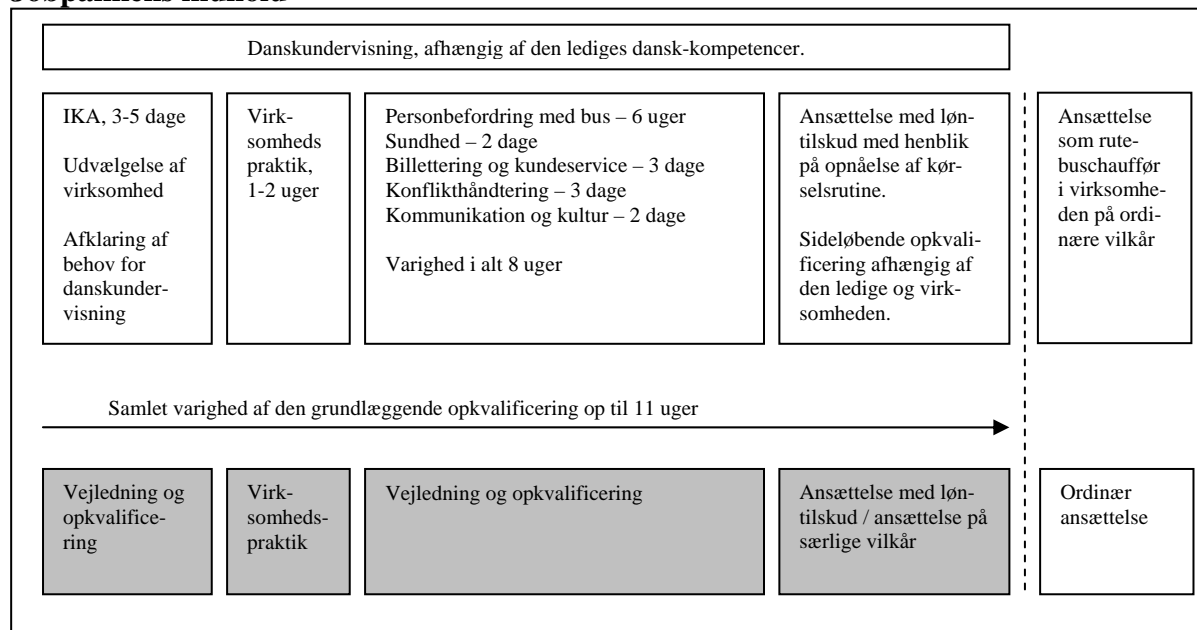 Danskundervisning, afhængig af den lediges dansk-kompetencer.
IKA, 3-5 dage
Udvælgelse af
virksomhed
Afklaring af
behov for
danskunder-
visning
Virk-
somheds
praktik,
1-2 uger
Personbefordring med bus – 6 uger
Sundhed – 2 dage
Billettering og kundeservice – 3 dage
Konflikthåndtering – 3 dage
Kommunikation og kultur – 2 dage
Varighed i alt 8 uger
Ansættelse med løn-
tilskud med henblik
på opnåelse af kør-
selsrutine.
Sideløbende opkvali-
ficering afhængig af
den ledige og virk-
somheden.
Ansættelse
som rute-
buschauffør
i virksomhe-
den på ordi-
nære vilkår
Samlet varighed af den grundlæggende opkvalificering op til 11 uger
Vejledning og
opkvalifice-
ring
Virk-
somheds-
praktik
Vejledning og opkvalificering
Ansættelse med løn-
tilskud / ansættelse på
særlige vilkår
Ordinær
ansættelse